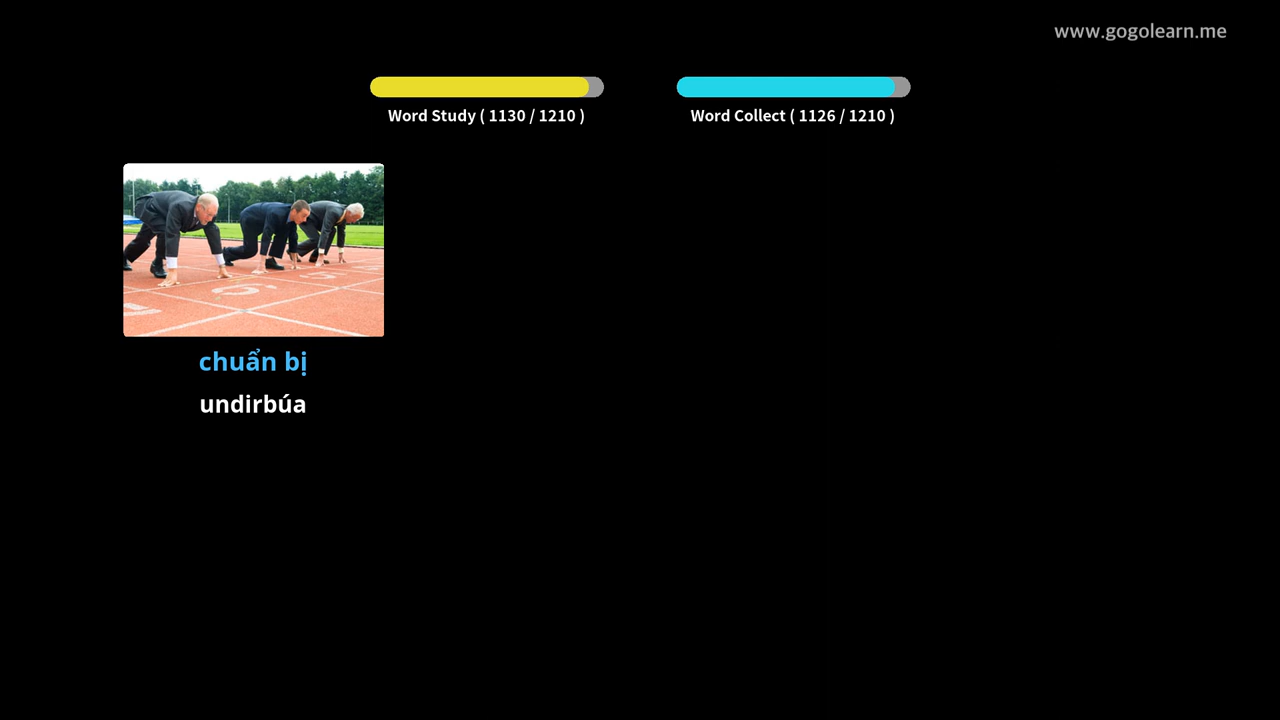 www.gogolearn.me
Word Study ( 1130 / 1210 )
Word Collect ( 1126 / 1210 )
chuẩn bị
undirbúa